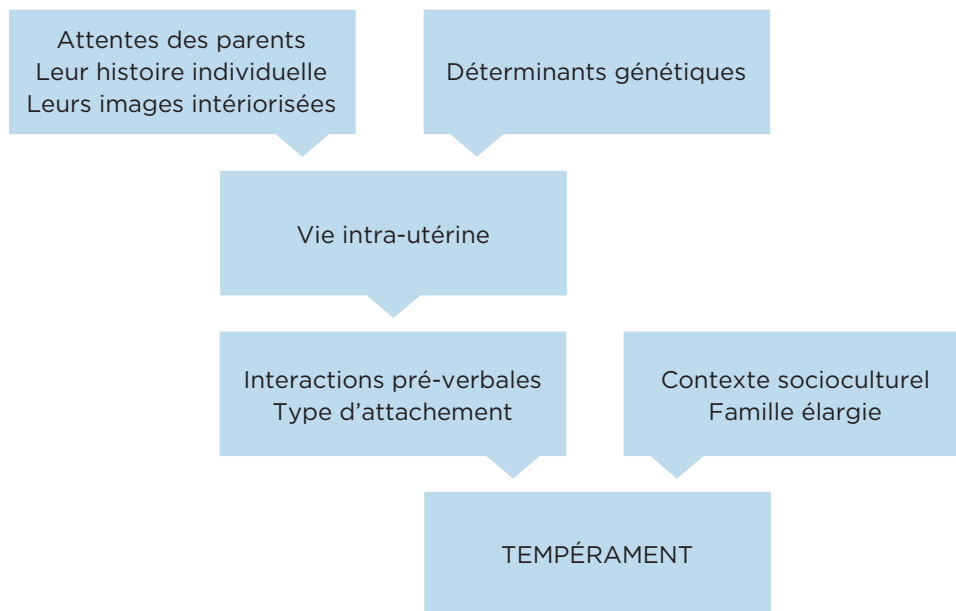 Attentes des parents
Leur histoire individuelle
Leurs images intériorisées
Déterminants génétiques
Vie intra-utérine
Interactions pré-verbales
Type d’attachement
Contexte socioculturel
Famille élargie
TEMPÉRAMENT